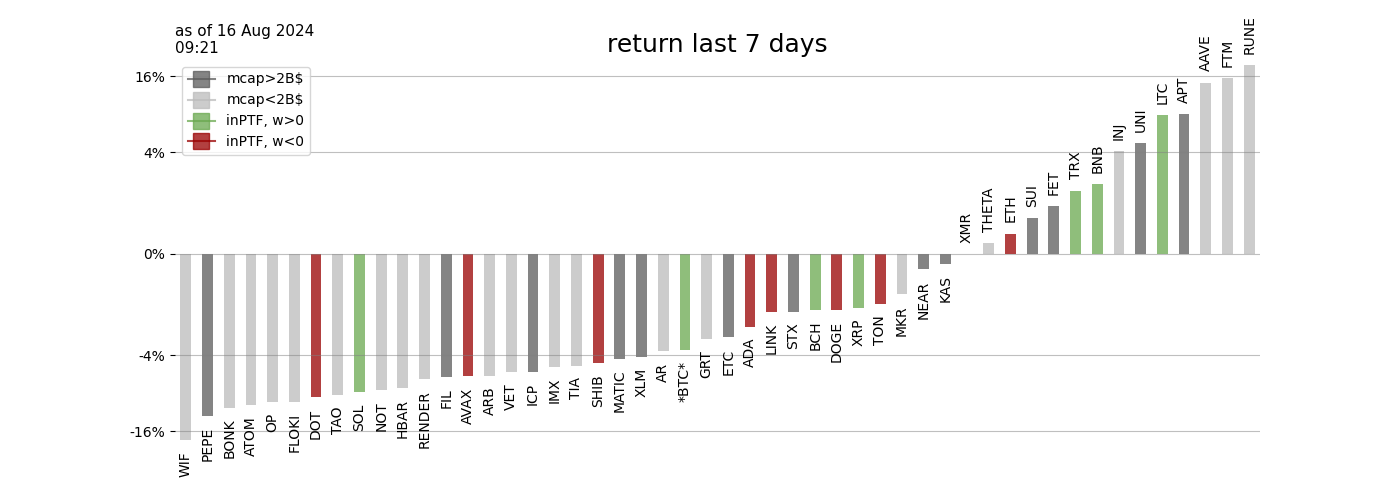 as of 16 Aug 2024
09:21
return last 7 days
mcap>2B$
mcap<2B$
inPTF, w>0
inPTF, w<0
16%
4%
0%
-4%
-16%
WIF
PEPE
BONK
ATOM
OP
FLOKI
DOT
TAO
SOL
NOT
HBAR
RENDER
FIL
AVAX
ARB
VET
ICP
IMX
TIA
SHIB
MATIC
XLM
AR
*BTC*
GRT
ETC
ADA
LINK
STX
BCH
DOGE
XRP
TON
MKR
NEAR
KAS
XMR
THETA
ETH
SUI
FET
TRX
BNB
INJ
UNI
LTC
APT
AAVE
FTM
RUNE